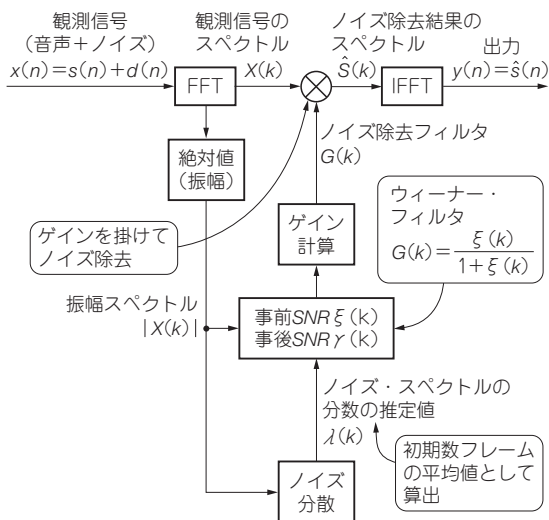 観測信号
(音声+ノイズ)
x(n)=s(n)+d(n)
観測信号の
スペクトル
X(k)
ノイズ除去結果の
スペクトル
Ŝ(k)
出力
y(n)=ŝ(n)
FFT
IFFT
絶対値
(振幅)
ノイズ除去フィルタ
G(k)
ゲインを掛けて
ノイズ除去
ゲイン
計算
ウィーナー・
フィルタ
G(k)=ξ(k)/1+ξ(k)
振幅スペクトル
|X(k)|
事前SNR ξ(k)
事後SNR γ(k)
ノイズ・スペクトルの
分数の推定値
λ(k)
ノイズ
分散
初期数フレーム
の平均値として
算出